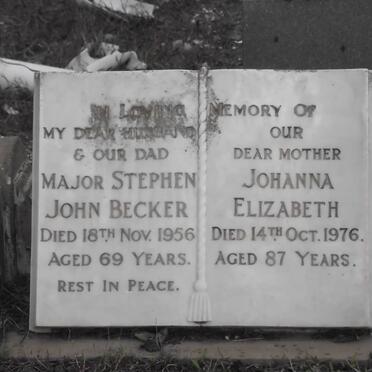 IN LOVING MEMORY OF
MY DEAR HUSBAND
& OUR DAD
MAJOR STEPHEN
JOHN BECKER
DIED 18TH NOV. 1956
AGED 69 YEARS.
REST IN PEACE.
OUR
DEAR MOTHER
JOHANNA
ELIZABETH
DIED 14TH OCT. 1976.
AGED 87 YEARS.